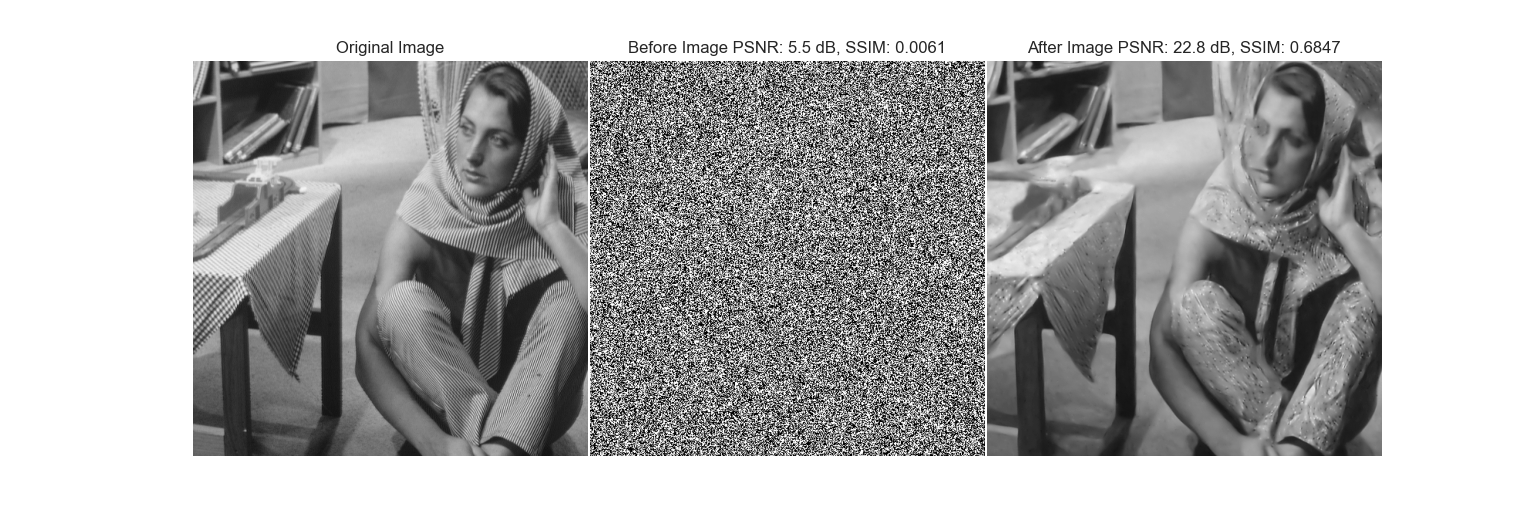 Original Image
Before Image PSNR: 5.5 dB, SSIM: 0.0061
After Image PSNR: 22.8 dB, SSIM: 0.6847